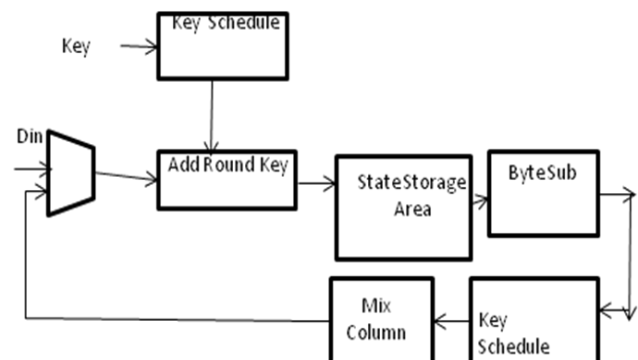 Key Schedule
Key
Din
Add Round Key
StateStorage
Area
ByteSub
Mix
Column
Key
Schedule